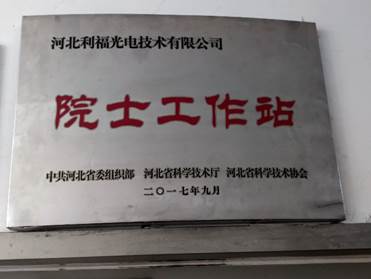 河北利福光电技术有限公司
院士工作站
中共河北省委组织部 河北省科学技术厅 河北省科学技术协会
二〇一七年九月